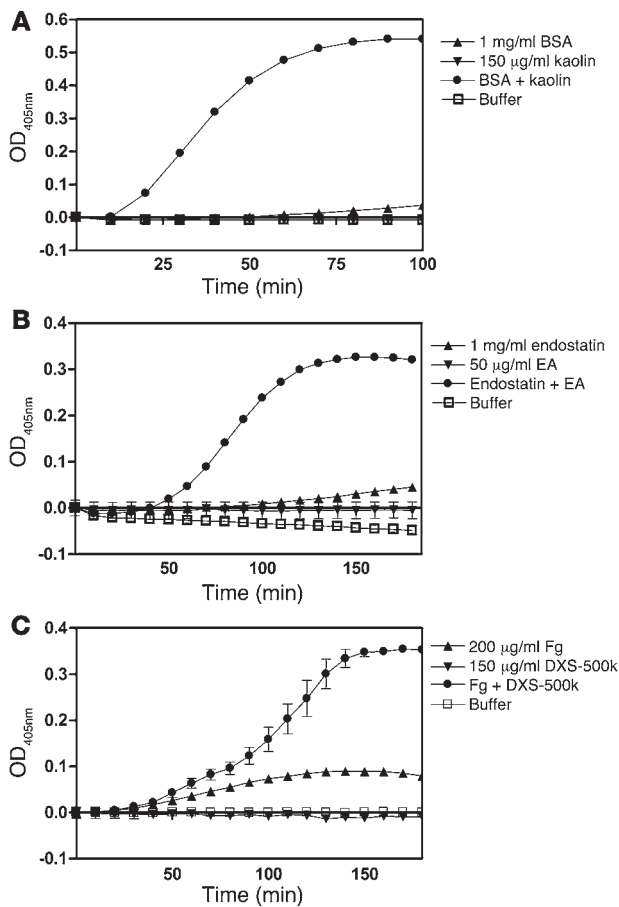 A
1 mg/ml BSA
150 µg/ml kaolin
BSA + kaolin
Buffer
OD405nm
0.6
0.5
0.4
0.3
0.2
0.1
0.0
-0.1
25
50
75
100
Time (min)
B
1 mg/ml endostatin
50 µg/ml EA
Endostatin + EA
Buffer
OD405nm
0.4
0.3
0.2
0.1
0.0
-0.1
50
100
150
Time (min)
C
200 µg/ml Fg
150 µg/ml DXS-500k
Fg + DXS-500k
Buffer
OD405nm
0.4
0.3
0.2
0.1
0.0
-0.1
50
100
150
Time (min)